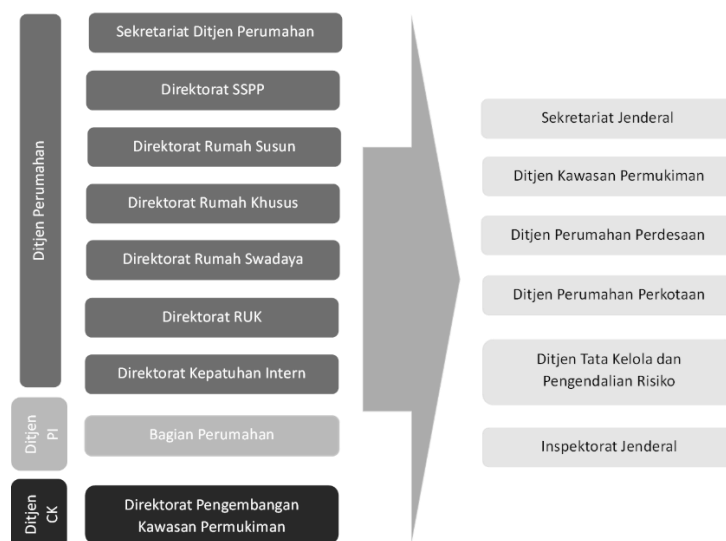 Ditjen Perumahan
Sekretariat Ditjen Perumahan
Direktorat SSPP
Direktorat Rumah Susun
Direktorat Rumah Khusus
Direktorat Rumah Swadaya
Direktorat RUK
Direktorat Kepatuhan Intern
Ditjen
PI
Bagian Perumahan
Ditjen
CK
Direktorat Pengembangan
Kawasan Permukiman
Sekretariat Jenderal
Ditjen Kawasan Permukiman
Ditjen Perumahan Perdesaan
Ditjen Perumahan Perkotaan
Ditjen Tata Kelola dan
Pengendalian Risiko
Inspektorat Jenderal